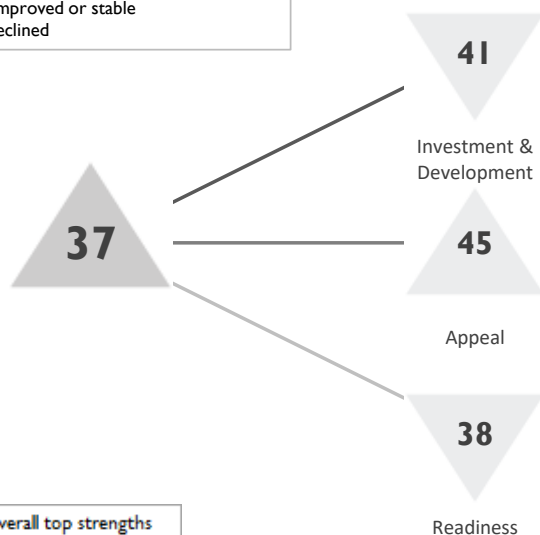 mproved or stable
eclined
41
Investment &
Development
37
45
Appeal
38
Readiness
verall top strengths